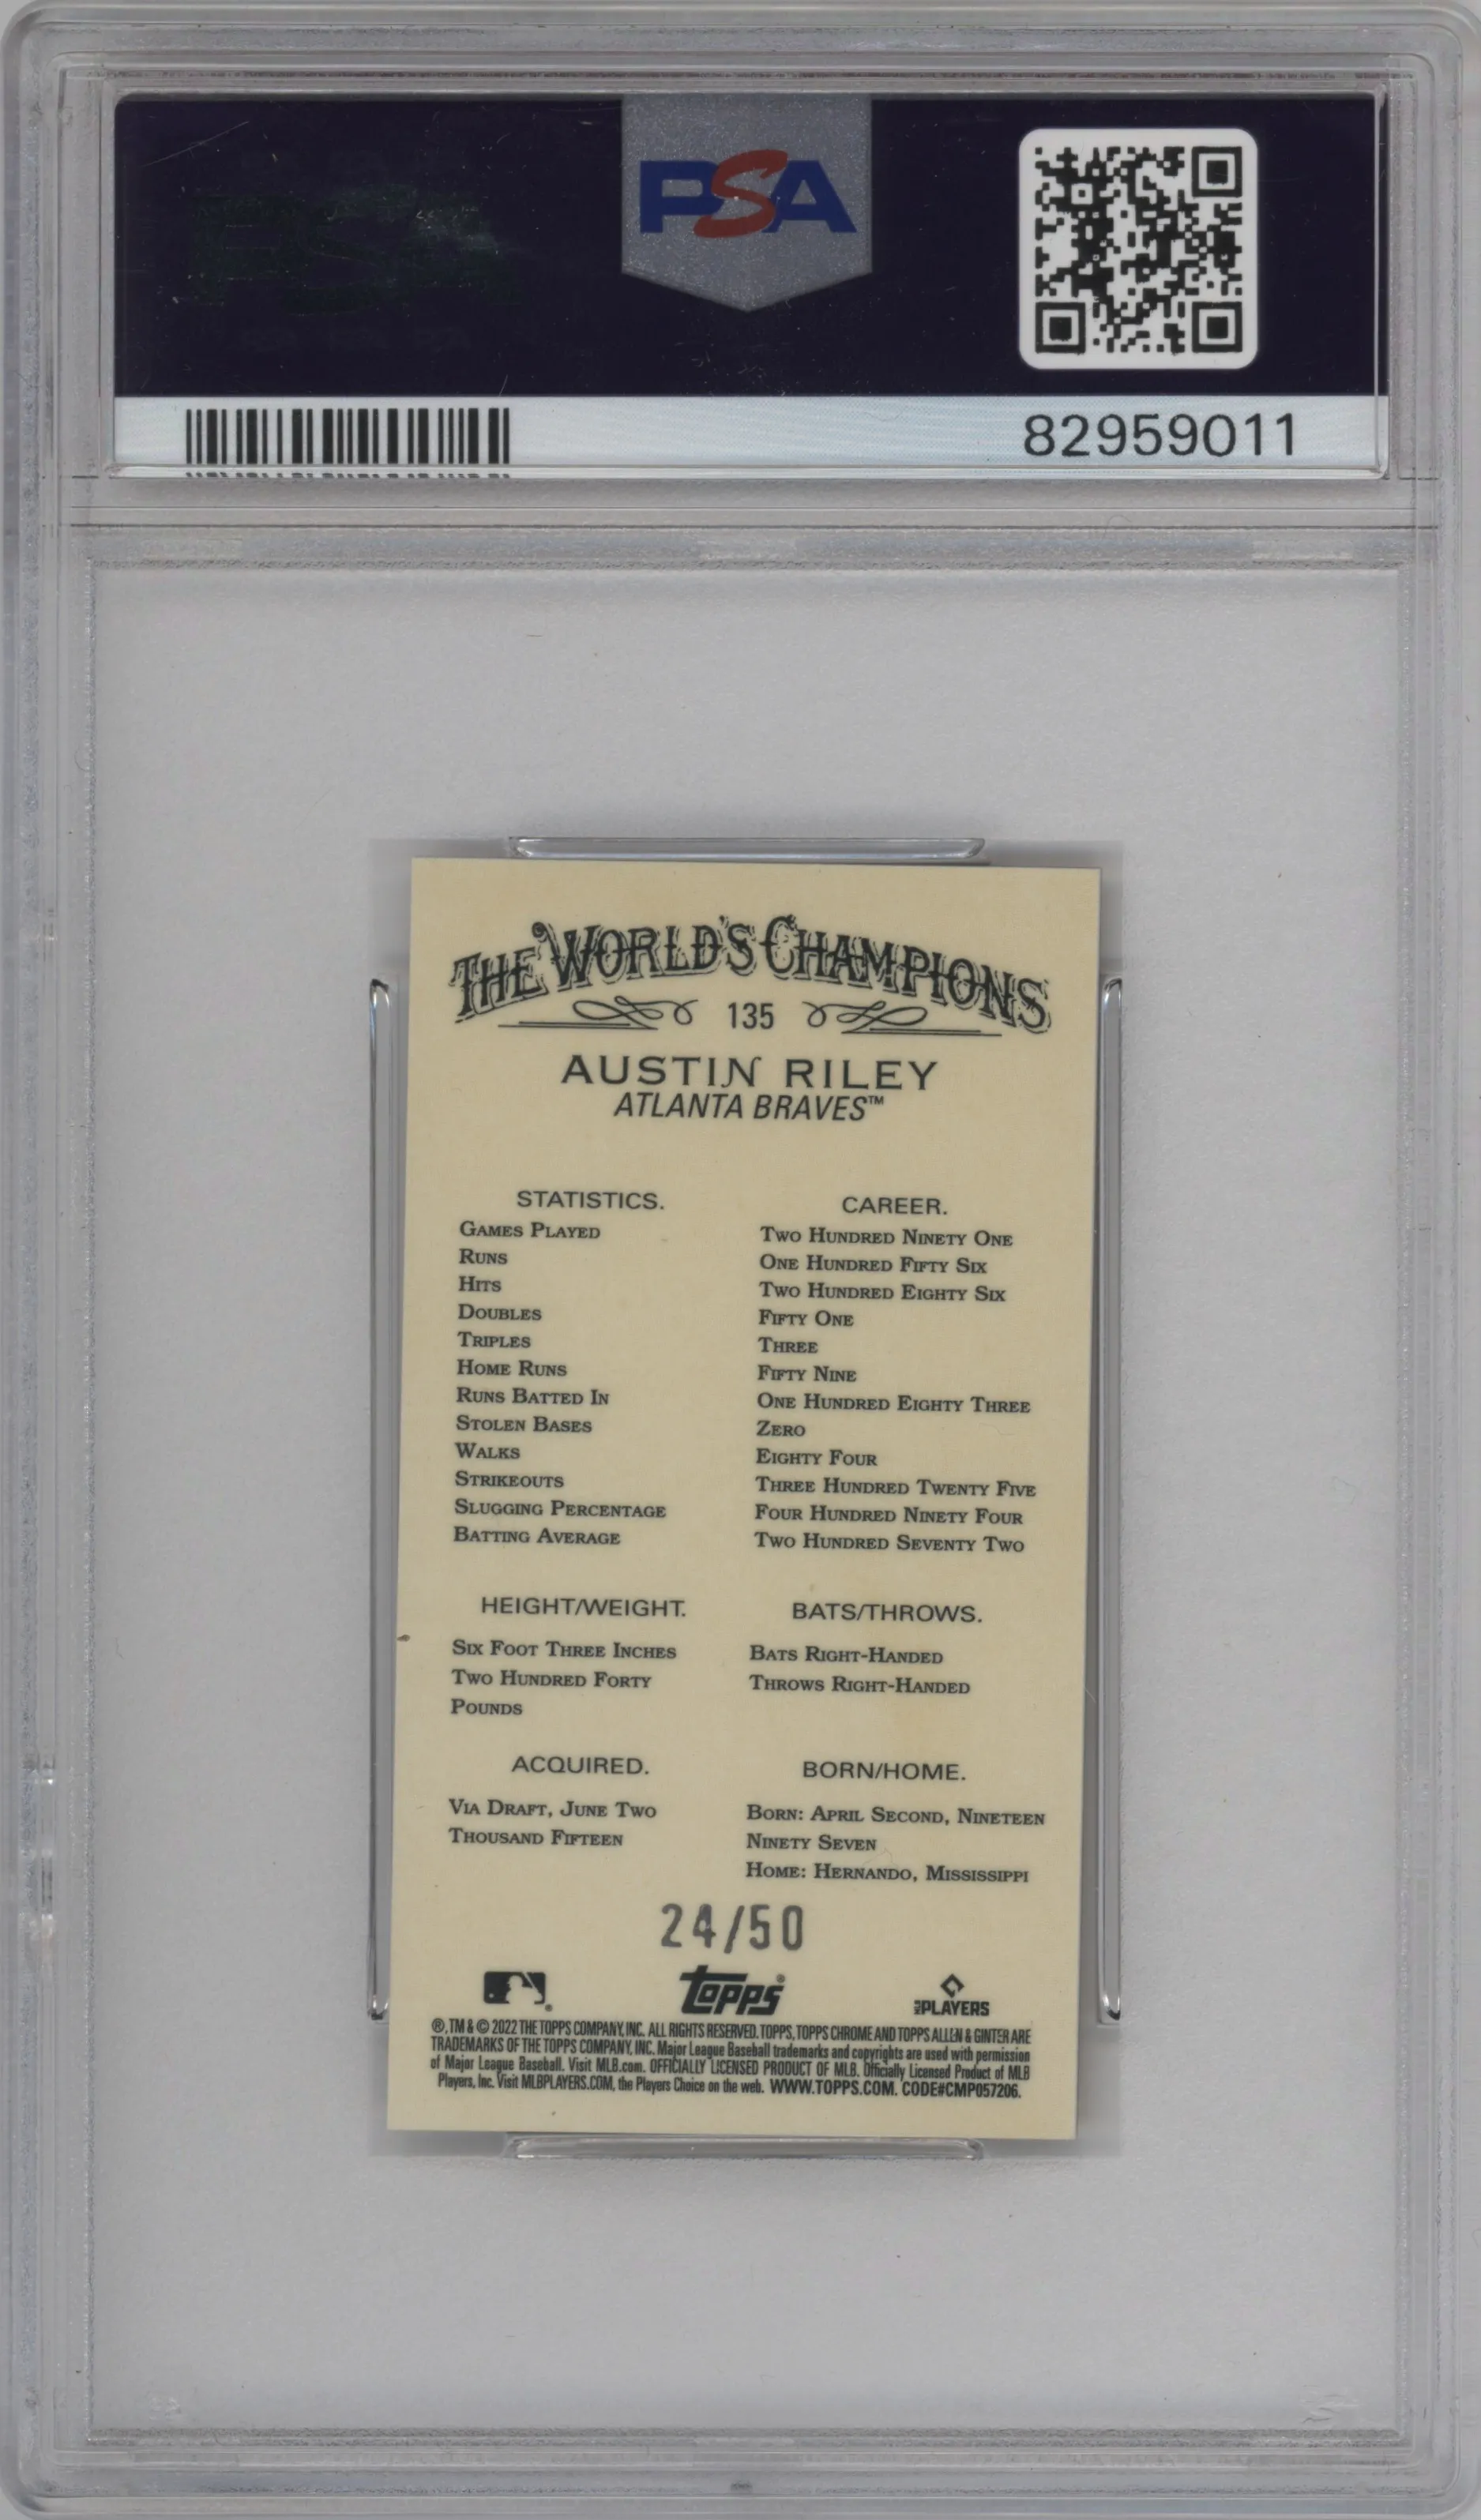 PSA
82959011
THE WORLD'S CHAMPIONS
135
AUSTIN RILEY
ATLANTA BRAVES™
STATISTICS. CAREER.
GAMES PLAYED TWO HUNDRED NINETY ONE
RUNS ONE HUNDRED FIFTY SIX
HITS TWO HUNDRED EIGHTY SIX
DOUBLES FIFTY ONE
TRIPLES THREE
HOME RUNS FIFTY NINE
RUNS BATTED IN ONE HUNDRED EIGHTY THREE
STOLEN BASES ZERO
WALKS EIGHTY FOUR
STRIKEOUTS THREE HUNDRED TWENTY FIVE
SLUGGING PERCENTAGE FOUR HUNDRED NINETY FOUR
BATTING AVERAGE TWO HUNDRED SEVENTY TWO
HEIGHT/WEIGHT.
SIX FOOT THREE INCHES
TWO HUNDRED FORTY
POUNDS
BATS/THROWS.
BATS RIGHT-HANDED
THROWS RIGHT-HANDED
ACQUIRED.
VIA DRAFT, JUNE TWO
THOUSAND FIFTEEN
BORN/HOME.
BORN: APRIL SECOND, NINETEEN
NINETY SEVEN
HOME: HERNANDO, MISSISSIPPI
24/50
topps®
MLB PLAYERS
®, TM & © 2022 THE TOPPS COMPANY, INC. ALL RIGHTS RESERVED. TOPPS, TOPPS CHROME AND TOPPS ALLEN & GINTER ARE
TRADEMARKS OF THE TOPPS COMPANY, INC. Major League Baseball trademarks and copyrights are used with permission
of Major League Baseball. Visit MLB.com. OFFICIALLY LICENSED PRODUCT OF MLB. Officially Licensed Product of MLB
Players, Inc. Visit MLBPLAYERS.COM, the Players Choice on the web. WWW.TOPPS.COM. CODE#CMP057206.